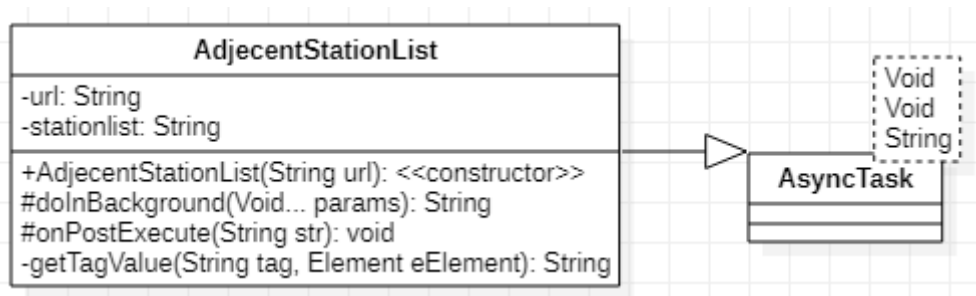 AdjecentStationList
-url: String
-stationlist: String
+AdjecentStationList(String url): <<constructor>>
#doInBackground(Void... params): String
#onPostExecute(String str): void
-getTagValue(String tag, Element eElement): String
Void
Void
String
AsyncTask